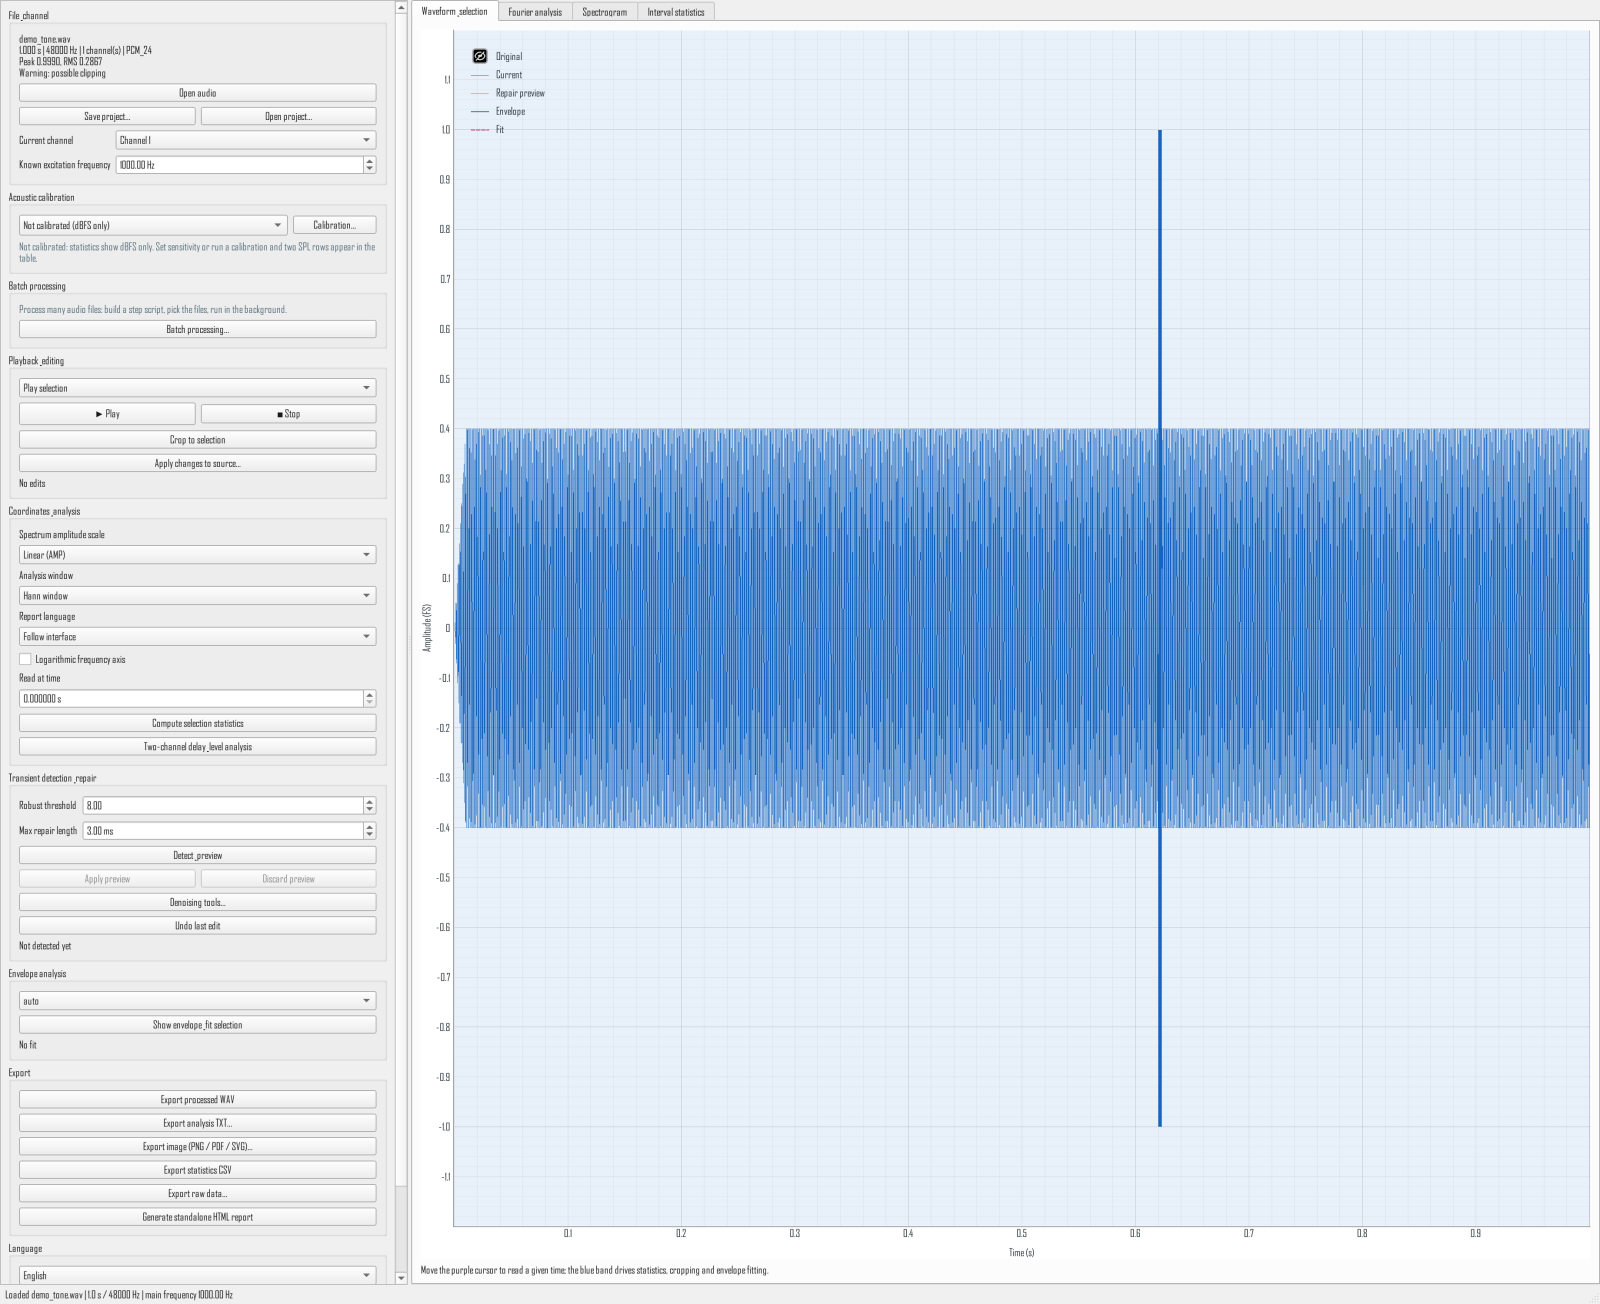 File_channel
demo_tone.wav
1.000 s | 48000 Hz | 1 channel(s) | PCM_24
Peak 0.9990, RMS 0.2867
Warning: possible clipping
Open audio
Save project...
Open project...
Current channel
Channel 1
Known excitation frequency
1000.00 Hz
Acoustic calibration
Not calibrated (dBFS only)
Calibration...
Not calibrated: statistics show dBFS only. Set sensitivity or run a calibration and two SPL rows appear in the
table.
Batch processing
Process many audio files: build a step script, pick the files, run in the background.
Batch processing...
Playback_editing
Play selection
► Play
■ Stop
Crop to selection
Apply changes to source...
No edits
Coordinates_analysis
Spectrum amplitude scale
Linear (AMP)
Analysis window
Hann window
Report language
Follow interface
Logarithmic frequency axis
Read at time
0.000000 s
Compute selection statistics
Two-channel delay_level analysis
Transient detection_repair
Robust threshold
8.00
Max repair length
3.00 ms
Detect_preview
Apply preview
Discard preview
Denoising tools...
Undo last edit
Not detected yet
Envelope analysis
auto
Show envelope_fit selection
No fit
Export
Export processed WAV
Export analysis TXT...
Export image (PNG / PDF / SVG)...
Export statistics CSV
Export raw data...
Generate standalone HTML report
Language
English
Loaded demo_tone.wav | 1.0 s / 48000 Hz | main frequency 1000.00 Hz
Waveform_selection
Fourier analysis
Spectrogram
Interval statistics
Original
Current
Repair preview
Envelope
Fit
1.1
1.0
0.9
0.8
0.7
0.6
0.5
0.4
0.3
0.2
0.1
0
-0.1
-0.2
-0.3
-0.4
-0.5
-0.6
-0.7
-0.8
-0.9
-1.0
-1.1
Amplitude (FS)
0.1
0.2
0.3
0.4
0.5
0.6
0.7
0.8
0.9
Time (s)
Move the purple cursor to read a given time; the blue band drives statistics, cropping and envelope fitting.